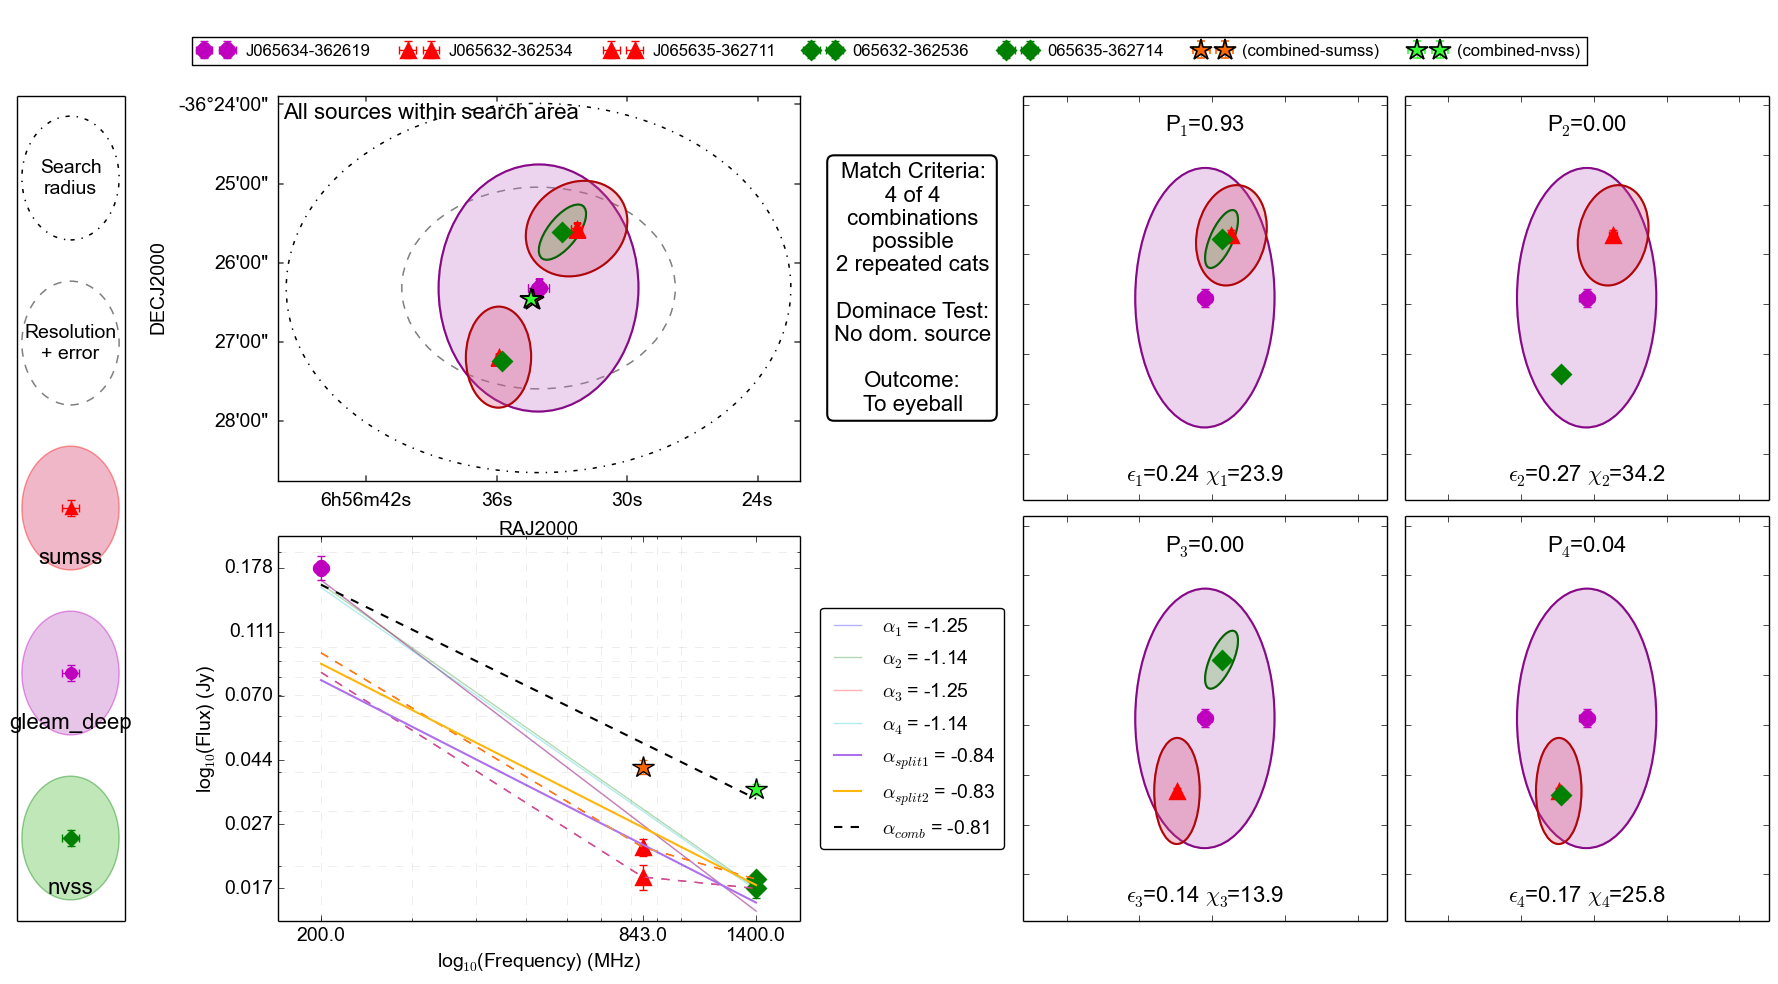 J065634-362619 J065632-362534 J065635-362711 065632-362536 065635-362714 (combined-sumss) (combined-nvss)
Search
radius
Resolution
+ error
sumss
gleam_deep
nvss
All sources within search area
-36°24'00"
25'00"
26'00"
27'00"
28'00"
DECJ2000
6h56m42s 36s 30s 24s
RAJ2000
Match Criteria:
4 of 4
combinations
possible
2 repeated cats
Dominace Test:
No dom. source
Outcome:
To eyeball
P1=0.93
ϵ1=0.24 χ1=23.9
P2=0.00
ϵ2=0.27 χ2=34.2
0.178
0.111
0.070
0.044
0.027
0.017
log10(Flux) (Jy)
200.0 843.0 1400.0
log10(Frequency) (MHz)
α1 = -1.25
α2 = -1.14
α3 = -1.25
α4 = -1.14
αsplit1 = -0.84
αsplit2 = -0.83
αcomb = -0.81
P3=0.00
ϵ3=0.14 χ3=13.9
P4=0.04
ϵ4=0.17 χ4=25.8